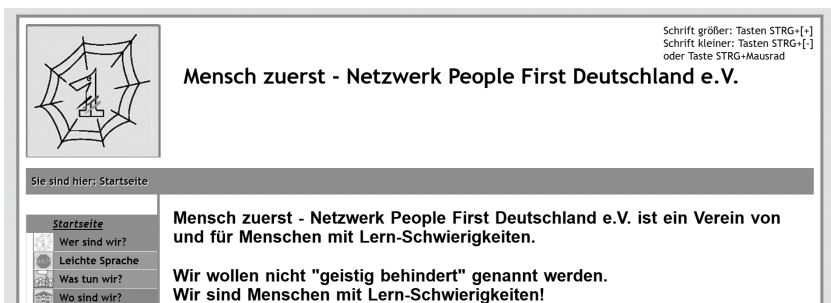 Schrift größer: Tasten STRG+[+]
Schrift kleiner: Tasten STRG+[-]
oder Taste STRG+Mausrad
1
Mensch zuerst - Netzwerk People First Deutschland e.V.
Sie sind hier: Startseite
Startseite
Wer sind wir?
Leichte Sprache
Was tun wir?
Wo sind wir?
Mensch zuerst - Netzwerk People First Deutschland e.V. ist ein Verein von
und für Menschen mit Lern-Schwierigkeiten.
Wir wollen nicht "geistig behindert" genannt werden.
Wir sind Menschen mit Lern-Schwierigkeiten!